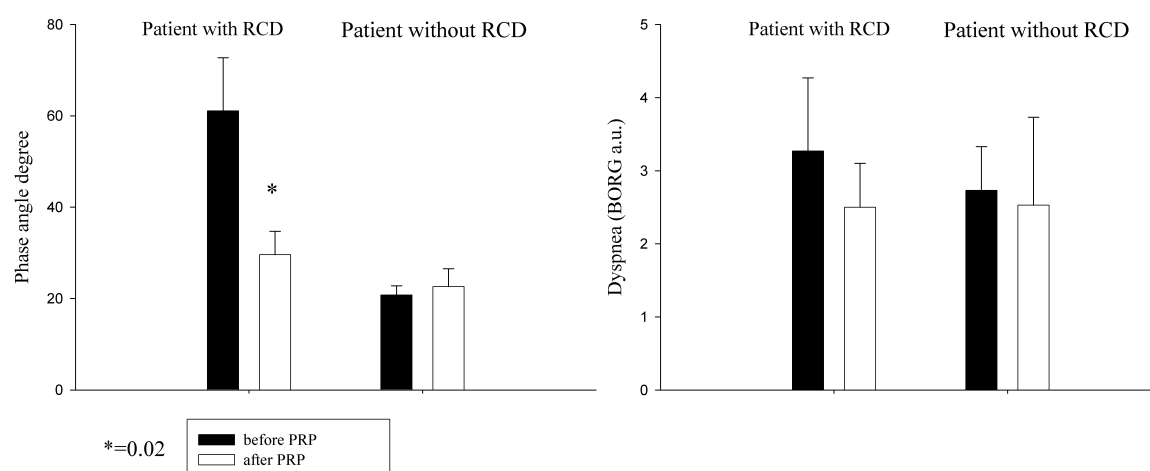 Patient with RCD
Patient without RCD
Phase angle degree
80
60
40
20
0
*
*=0.02
before PRP
after PRP
Patient with RCD
Patient without RCD
Dyspnea (BORG a.u.)
5
4
3
2
1
0